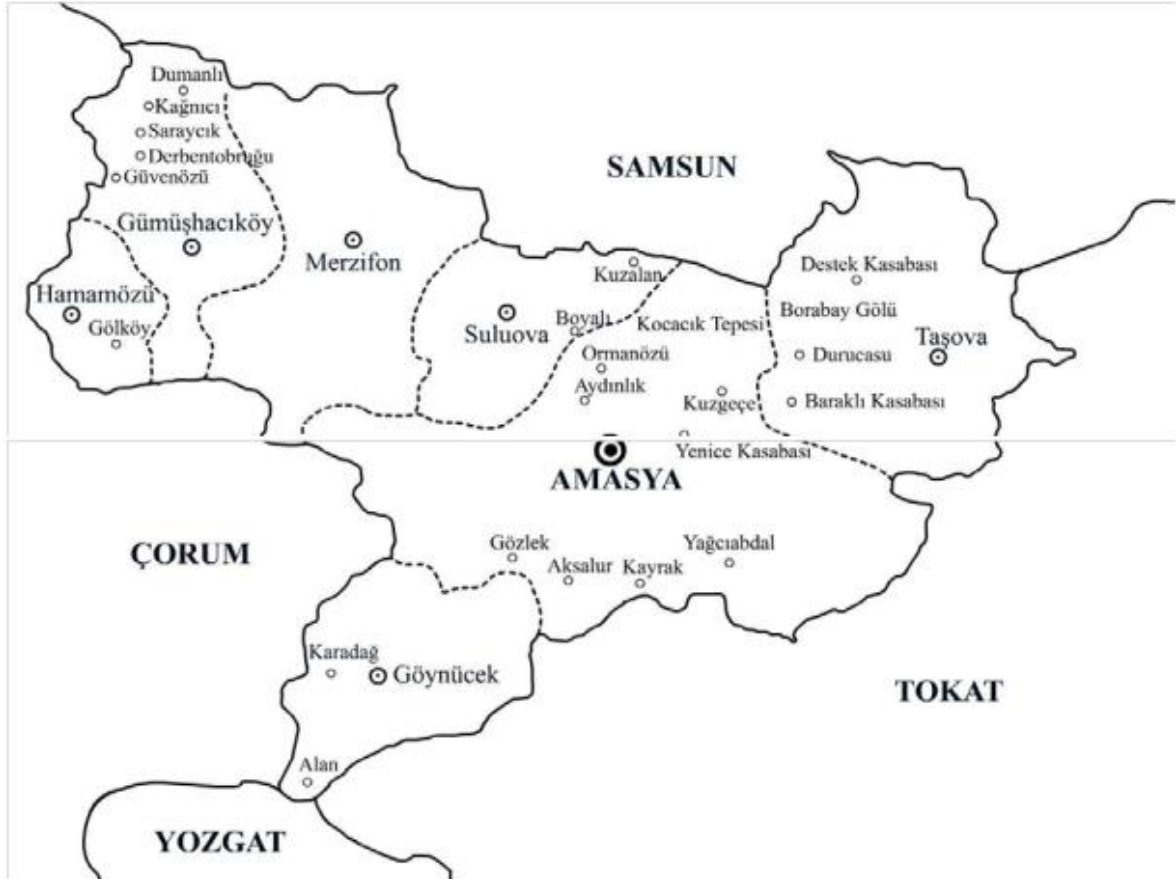 Dumanlı
Kağnıcı
Saraycık
Derbentobruğu
Güvenözü
SAMSUN
Gümüşhacıköy
Merzifon
Hamamözü
Gölköy
Kuzalan
Destek Kasabası
Borabay Gölü
Suluova
Boyalı
Kocacık Tepesi
Taşova
Ormanözü
Durucasu
Aydınlık
Kuzgeçe
Baraklı Kasabası
Yenice Kasabası
AMASYA
ÇORUM
Gözlek
Aksalur
Kayrak
Yağcıabdal
Karadağ
Göynücek
TOKAT
Alan
YOZGAT